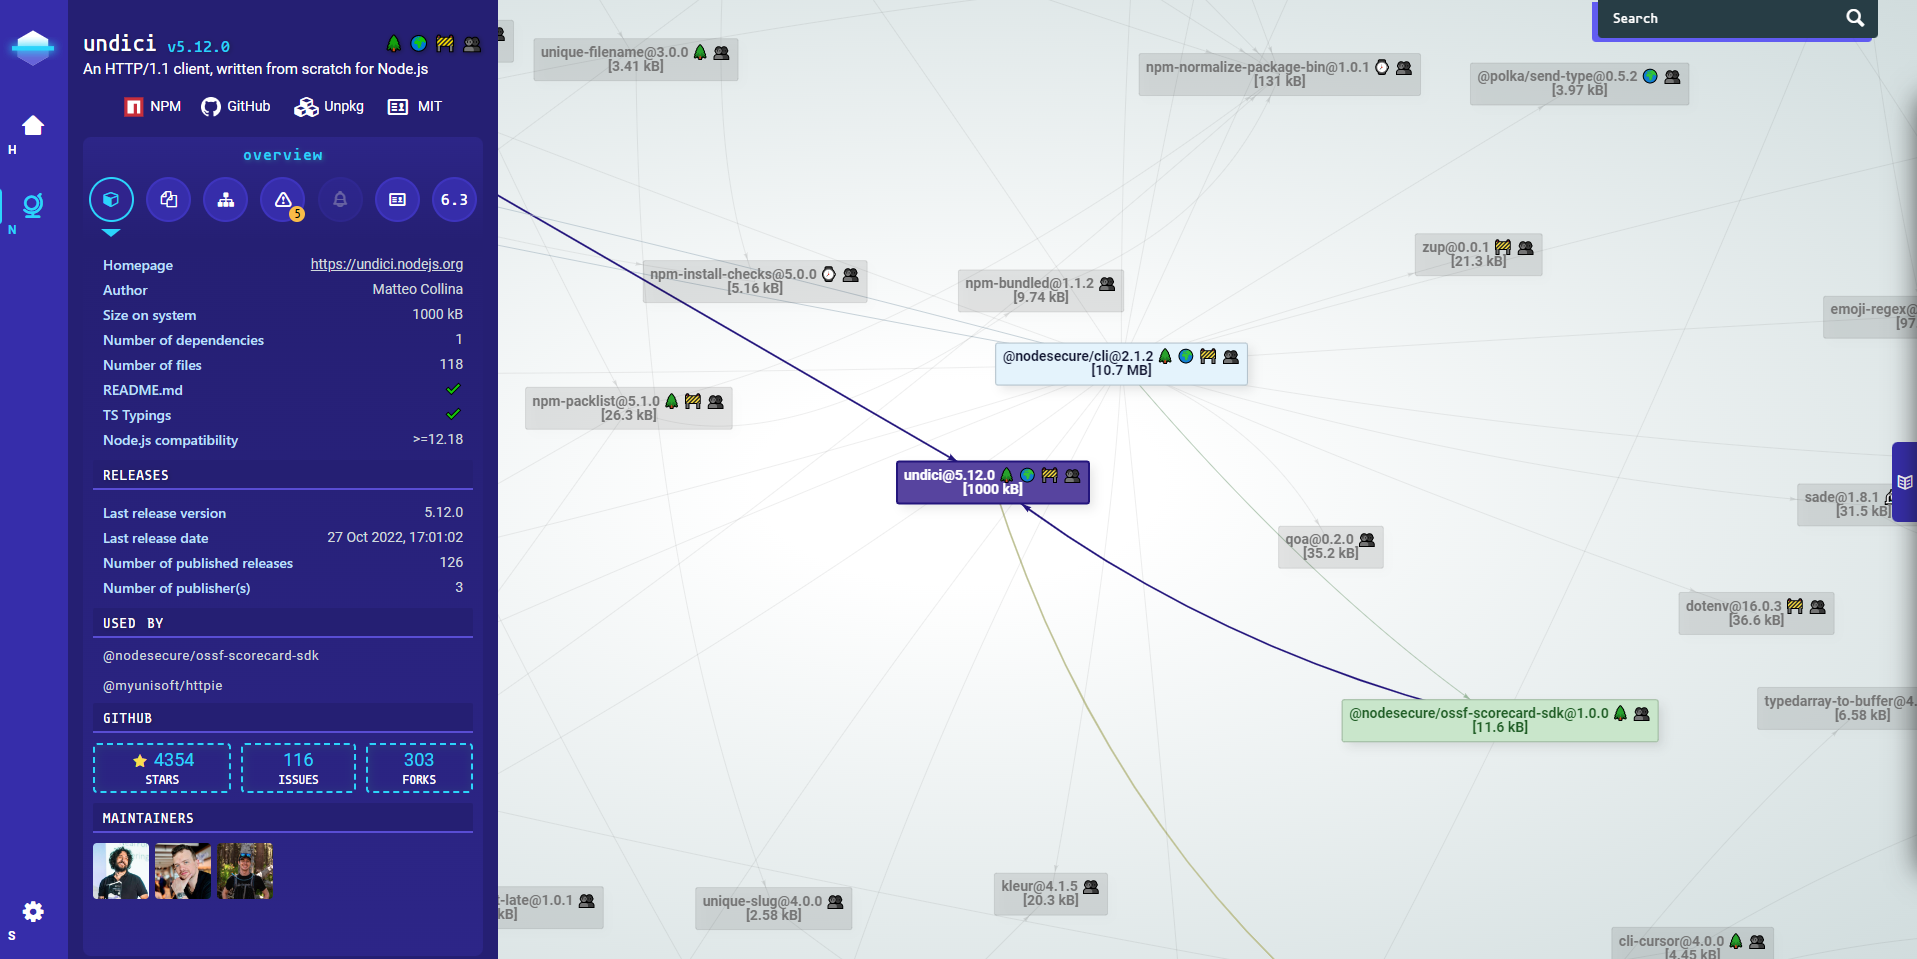 H
N
S
undici v5.12.0
An HTTP/1.1 client, written from scratch for Node.js
NPM GitHub Unpkg MIT
overview
5
6.3
Homepage https://undici.nodejs.org
Author Matteo Collina
Size on system 1000 kB
Number of dependencies 1
Number of files 118
README.md
TS Typings
Node.js compatibility >=12.18
RELEASES
Last release version 5.12.0
Last release date 27 Oct 2022, 17:01:02
Number of published releases 126
Number of publisher(s) 3
USED BY
@nodesecure/ossf-scorecard-sdk
@myunisoft/httpie
GITHUB
4354
STARS
116
ISSUES
303
FORKS
MAINTAINERS
Search
unique-filename@3.0.0
[3.41 kB]
npm-normalize-package-bin@1.0.1
[131 kB]
@polka/send-type@0.5.2
[3.97 kB]
zup@0.0.1
[21.3 kB]
npm-install-checks@5.0.0
[5.16 kB]
npm-bundled@1.1.2
[9.74 kB]
emoji-regex@
[97
@nodesecure/cli@2.1.2
[10.7 MB]
npm-packlist@5.1.0
[26.3 kB]
undici@5.12.0
[1000 kB]
sade@1.8.1
[31.5 kB]
qoa@0.2.0
[35.2 kB]
dotenv@16.0.3
[36.6 kB]
@nodesecure/ossf-scorecard-sdk@1.0.0
[11.6 kB]
typedarray-to-buffer@4.
[6.58 kB]
t-late@1.0.1
kB]
unique-slug@4.0.0
[2.58 kB]
kleur@4.1.5
[20.3 kB]
cli-cursor@4.0.0
[4.45 kB]